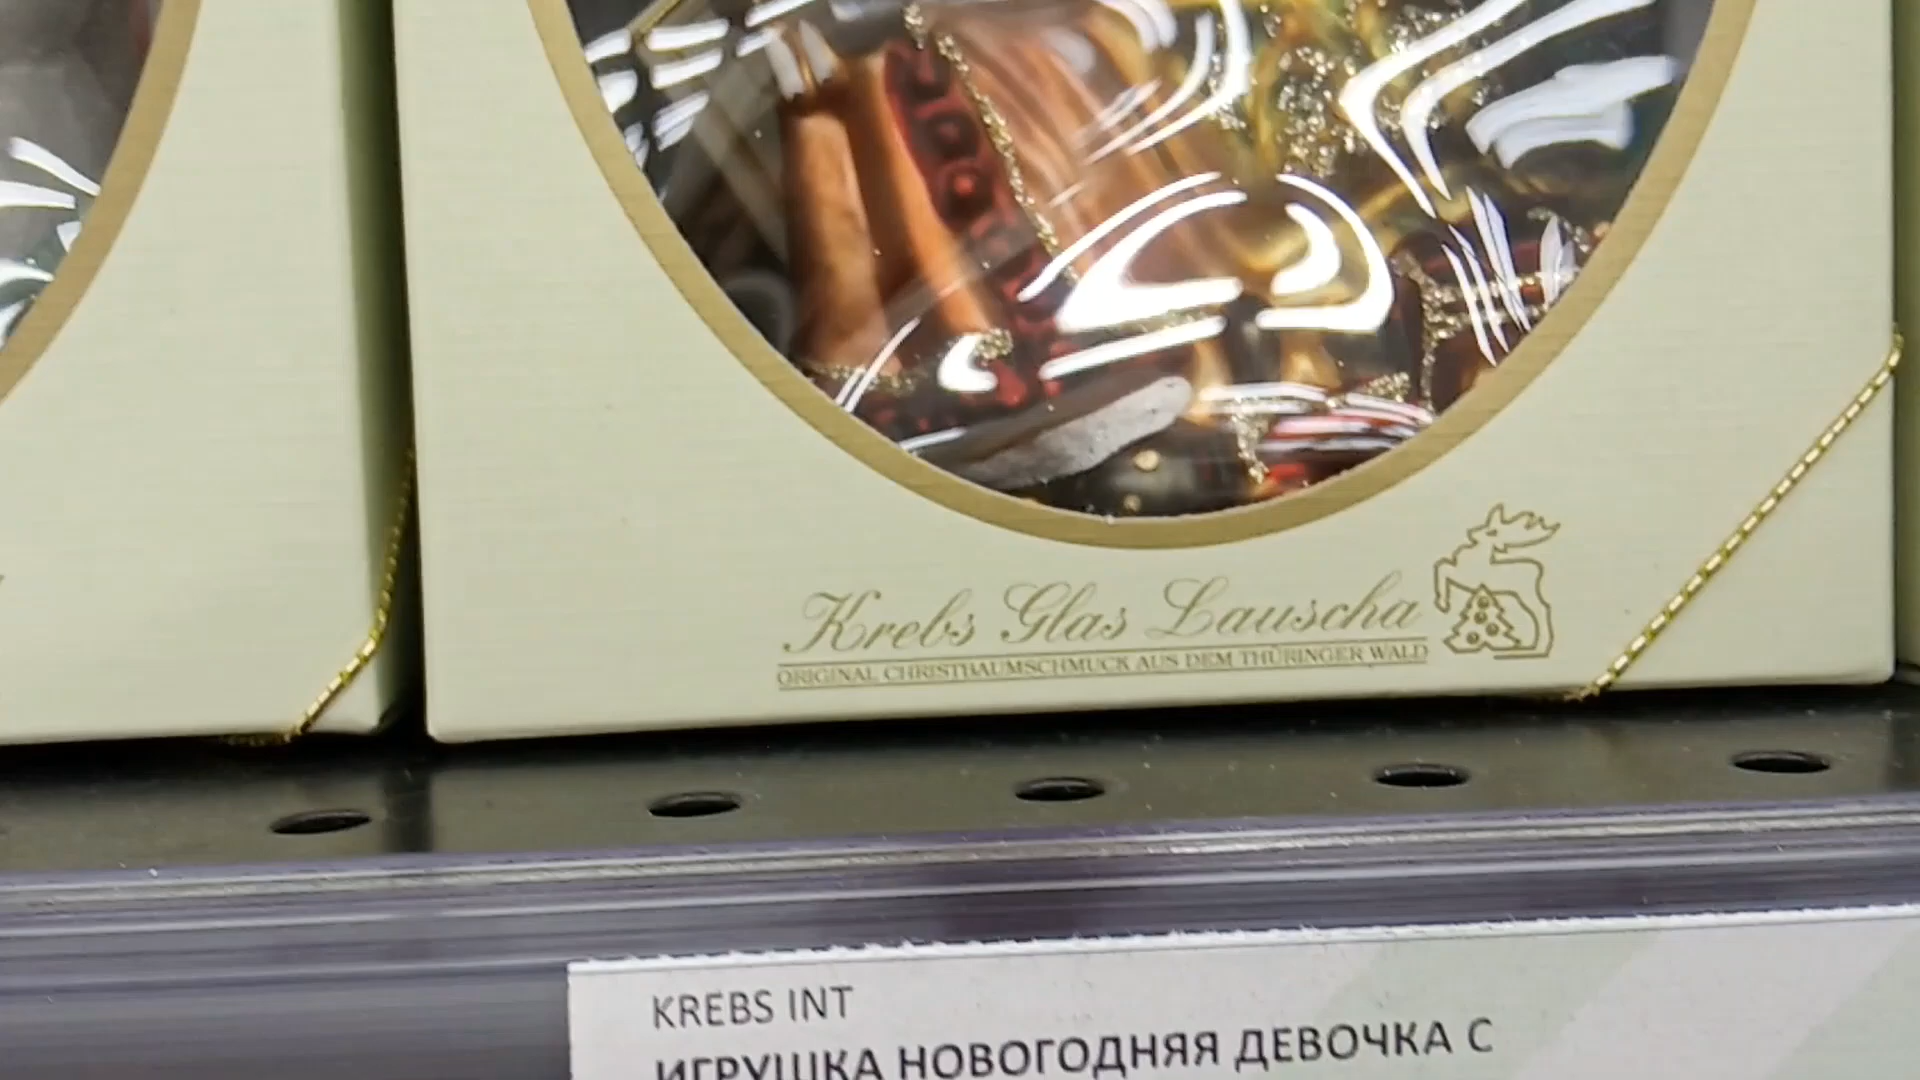 Krebs Glas Lauscha
ORIGINAL CHRISTBAUMSCHMUCK AUS DEM THÜRINGER WALD
KREBS INT
ИГРУШКА НОВОГОДНЯЯ ДЕВОЧКА С